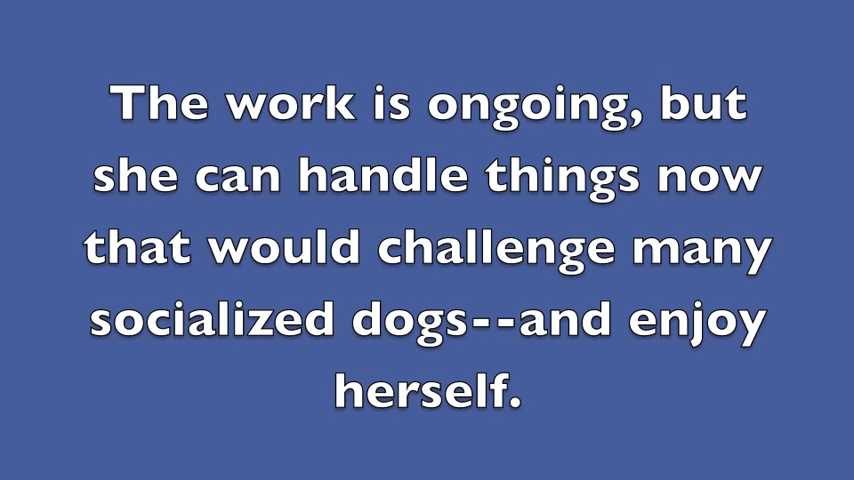 The work is ongoing, but
she can handle things now
that would challenge many
socialized dogs--and enjoy
herself.